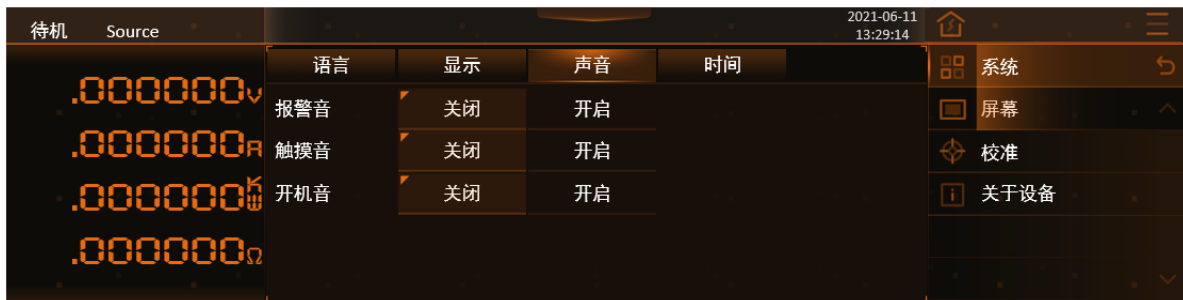 待机 Source 2021-06-11
13:29:14
语言 显示 声音 时间
系统
.000000V
报警音 关闭 开启
屏幕
.000000A
触摸音 关闭 开启
校准
.000000KW
开机音 关闭 开启
关于设备
.000000Ω